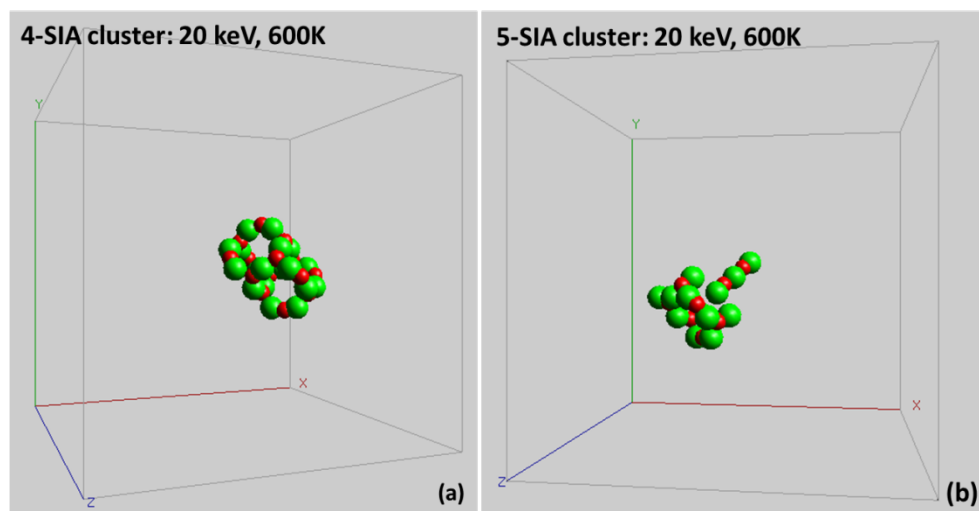 4-SIA cluster: 20 keV, 600K
Y
X
Z
(a)
5-SIA cluster: 20 keV, 600K
Y
X
Z
(b)